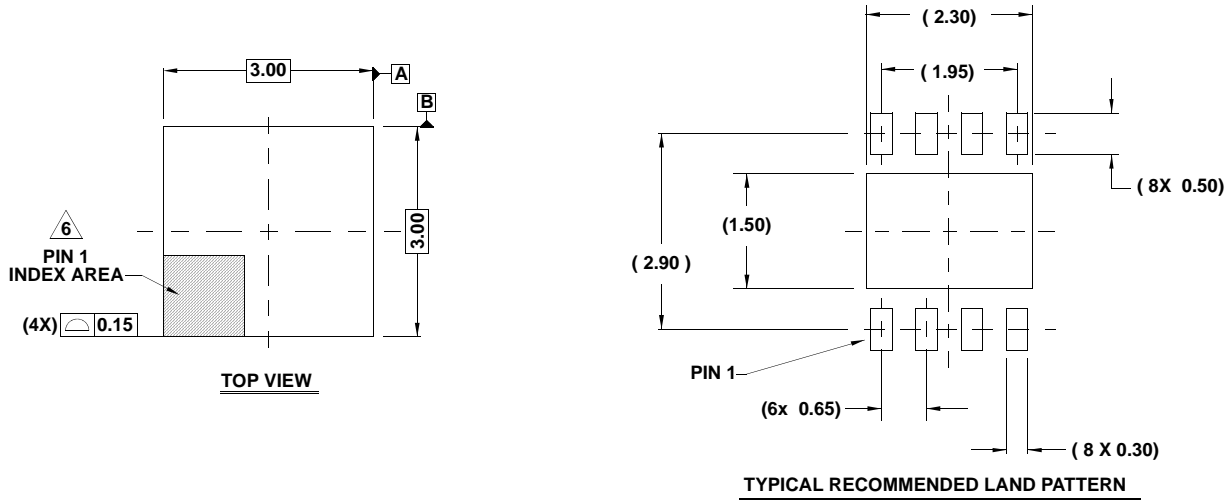 3.00
A
B
3.00
6
PIN 1
INDEX AREA
(4X) 0.15
TOP VIEW
( 2.30)
( 1.95)
( 8X 0.50)
(1.50)
( 2.90 )
PIN 1
(6x 0.65)
( 8 X 0.30)
TYPICAL RECOMMENDED LAND PATTERN